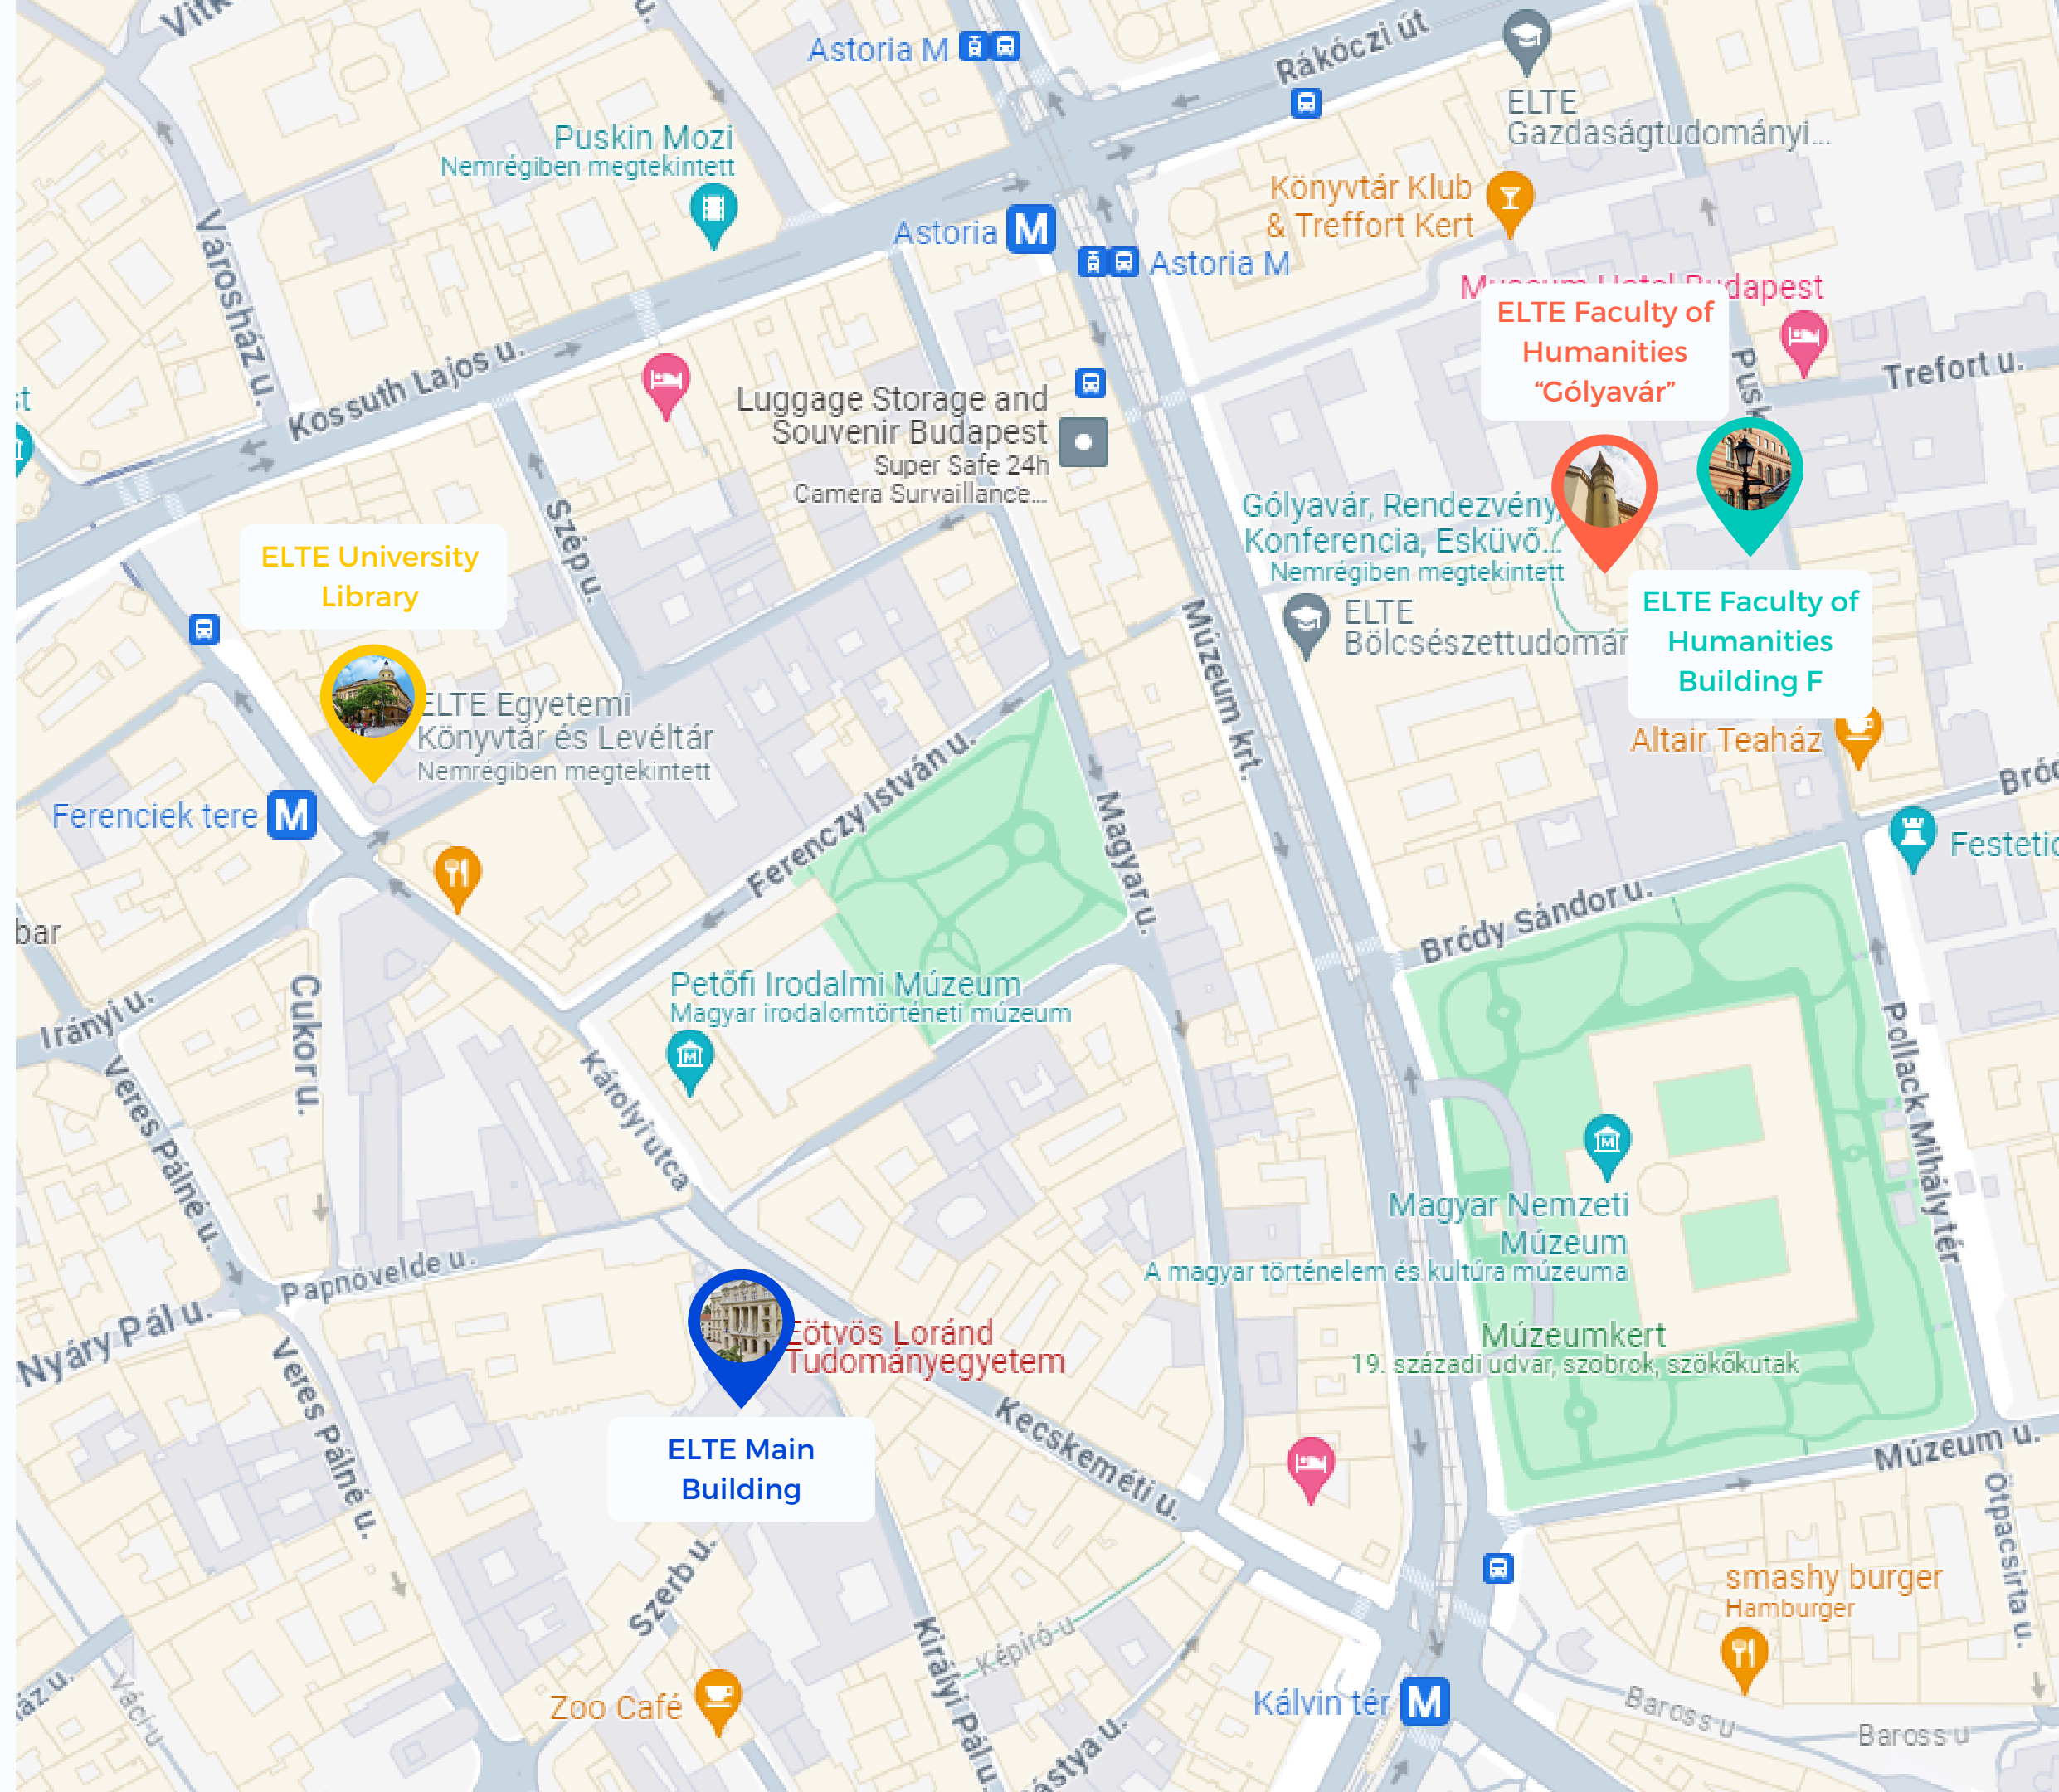 Astoria M
Rákóczi út
ELTE
Gazdaságtudományi...
Puskin Mozi
Nemrégiben megtekintett
Könyvtár Klub
& Treffort Kert
Városház u.
Astoria
Astoria M
Budapest
ELTE Faculty of
Humanities
“Gólyavár”
Trefort u.
Kossuth Lajos u.
Luggage Storage and
Souvenir Budapest
Super Safe 24h
Camera Survaillance...
Szép u.
Gólyavár, Rendezvény,
Konferencia, Esküvő...
Nemrégiben megtekintett
ELTE University
Library
ELTE
ELTE Faculty of
Humanities
Building F
Múzeum krt.
ELTE Egyetemi
Könyvtár és Levéltár
Nemrégiben megtekintett
Altair Teaház
Ferenciek tere
Ferenczy István u.
Magyar u.
Bródy Sándor u.
bar
Irányi u.
Cukor u.
Petőfi Irodalmi Múzeum
Magyar irodalomtörténeti múzeum
Károlyi utca
Veres Pálné u.
Pollack Mihály tér
Magyar Nemzeti
Múzeum
A magyar történelem és kultúra múzeuma
Papnövelde u.
Nyáry Pál u.
Eötvös Loránd
Tudományegyetem
Múzeumkert
19. századi udvar, szobrok, szökőkutak
Veres Pálné u.
ELTE Main
Building
Kecskeméti u.
Múzeum u.
Ötpacsirta u.
Szerb u.
smashy burger
Hamburger
Képíró u
Királyi Pál u.
Váci u
Zoo Café
Kálvin tér
Baross u
Baross u